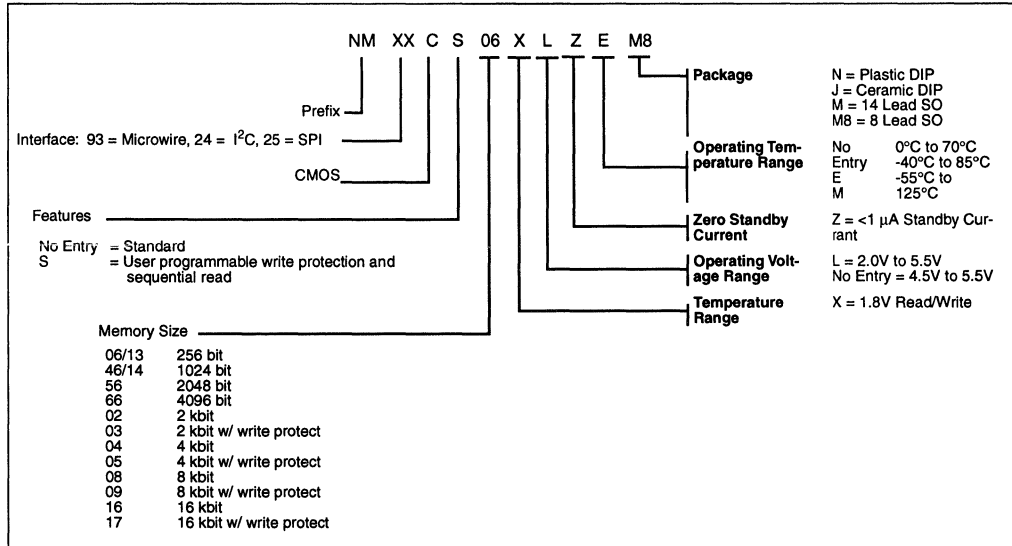 NM XX C S 06 X L Z E M8
Prefix
Interface: 93 = Microwire, 24 = I²C, 25 = SPI
CMOS
Features
No Entry = Standard
S = User programmable write protection and
sequential read
Memory Size
06/13 256 bit
46/14 1024 bit
56 2048 bit
66 4096 bit
02 2 kbit
03 2 kbit w/ write protect
04 4 kbit
05 4 kbit w/ write protect
08 8 kbit
09 8 kbit w/ write protect
16 16 kbit
17 16 kbit w/ write protect
Package
N = Plastic DIP
J = Ceramic DIP
M = 14 Lead SO
M8 = 8 Lead SO
Operating Tem-
perature Range
No 0°C to 70°C
Entry -40°C to 85°C
E -55°C to
M 125°C
Zero Standby
Current
Z = <1 µA Standby Cur-
rant
Operating Volt-
age Range
L = 2.0V to 5.5V
No Entry = 4.5V to 5.5V
Temperature
Range
X = 1.8V Read/Write